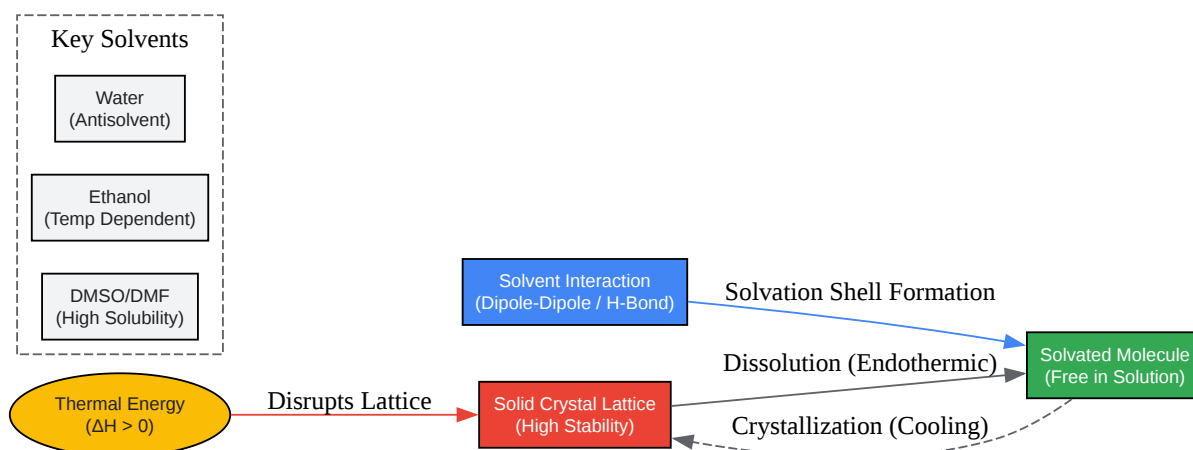 Key Solvents
Water
(Antisolvent)
Ethanol
(Temp Dependent)
DMSO/DMF
(High Solubility)
Solvent Interaction
(Dipole-Dipole / H-Bond)
Solvation Shell Formation
Solvated Molecule
(Free in Solution)
Dissolution (Endothermic)
Thermal Energy
(ΔH > 0)
Disrupts Lattice
Solid Crystal Lattice
(High Stability)
Crystallization (Cooling)